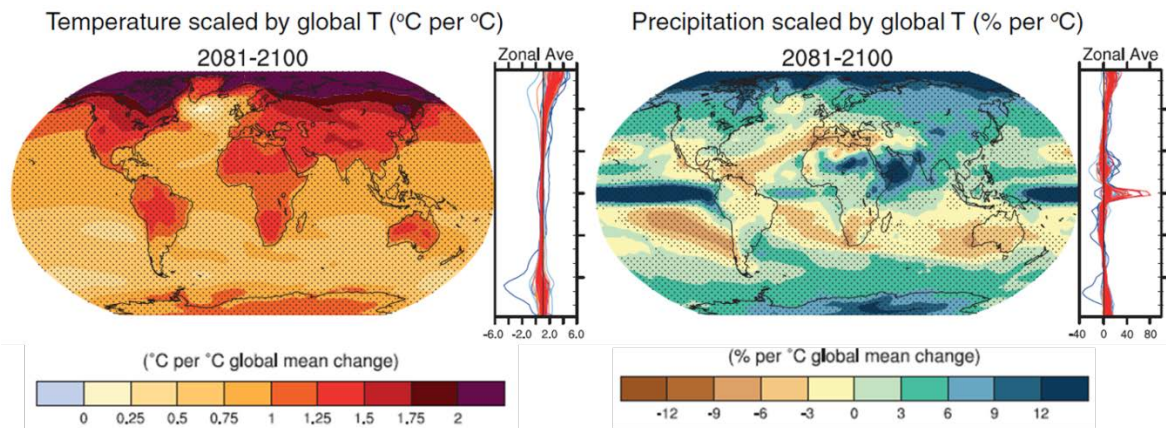 Temperature scaled by global T (ºC per ºC)
2081-2100
Zonal Ave
-6.0 -2.0 2.0 6.0
(°C per °C global mean change)
0 0.25 0.5 0.75 1 1.25 1.5 1.75 2
Precipitation scaled by global T (% per ºC)
2081-2100
Zonal Ave
-40 0 40 80
(% per °C global mean change)
-12 -9 -6 -3 0 3 6 9 12